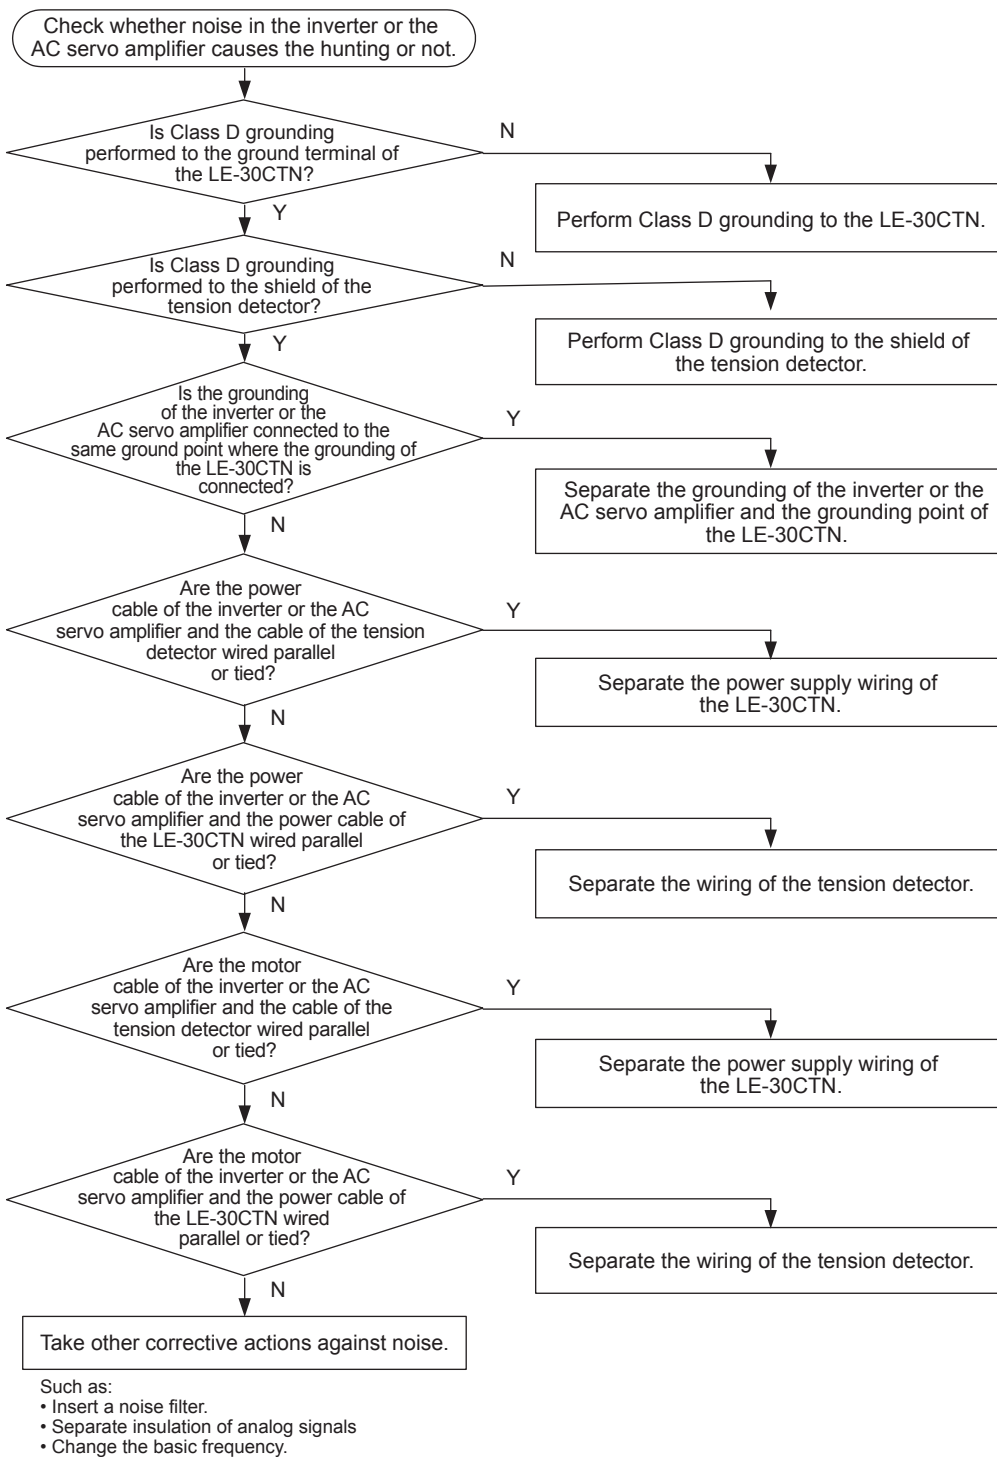 Check whether noise in the inverter or the
AC servo amplifier causes the hunting or not.
Is Class D grounding
performed to the ground terminal of
the LE-30CTN?
N
Perform Class D grounding to the LE-30CTN.
Y
Is Class D grounding
performed to the shield of the
tension detector?
N
Perform Class D grounding to the shield of
the tension detector.
Y
Is the grounding
of the inverter or the
AC servo amplifier connected to the
same ground point where the grounding of
the LE-30CTN is
connected?
Y
Separate the grounding of the inverter or the
AC servo amplifier and the grounding point of
the LE-30CTN.
N
Are the power
cable of the inverter or the AC
servo amplifier and the cable of the tension
detector wired parallel
or tied?
Y
Separate the power supply wiring of
the LE-30CTN.
N
Are the power
cable of the inverter or the AC
servo amplifier and the power cable of
the LE-30CTN wired parallel
or tied?
Y
Separate the wiring of the tension detector.
N
Are the motor
cable of the inverter or the AC
servo amplifier and the cable of the
tension detector wired parallel
or tied?
Y
Separate the power supply wiring of
the LE-30CTN.
N
Are the motor
cable of the inverter or the AC
servo amplifier and the power cable of
the LE-30CTN wired
parallel or tied?
Y
Separate the wiring of the tension detector.
N
Take other corrective actions against noise.
Such as:
• Insert a noise filter.
• Separate insulation of analog signals
• Change the basic frequency.